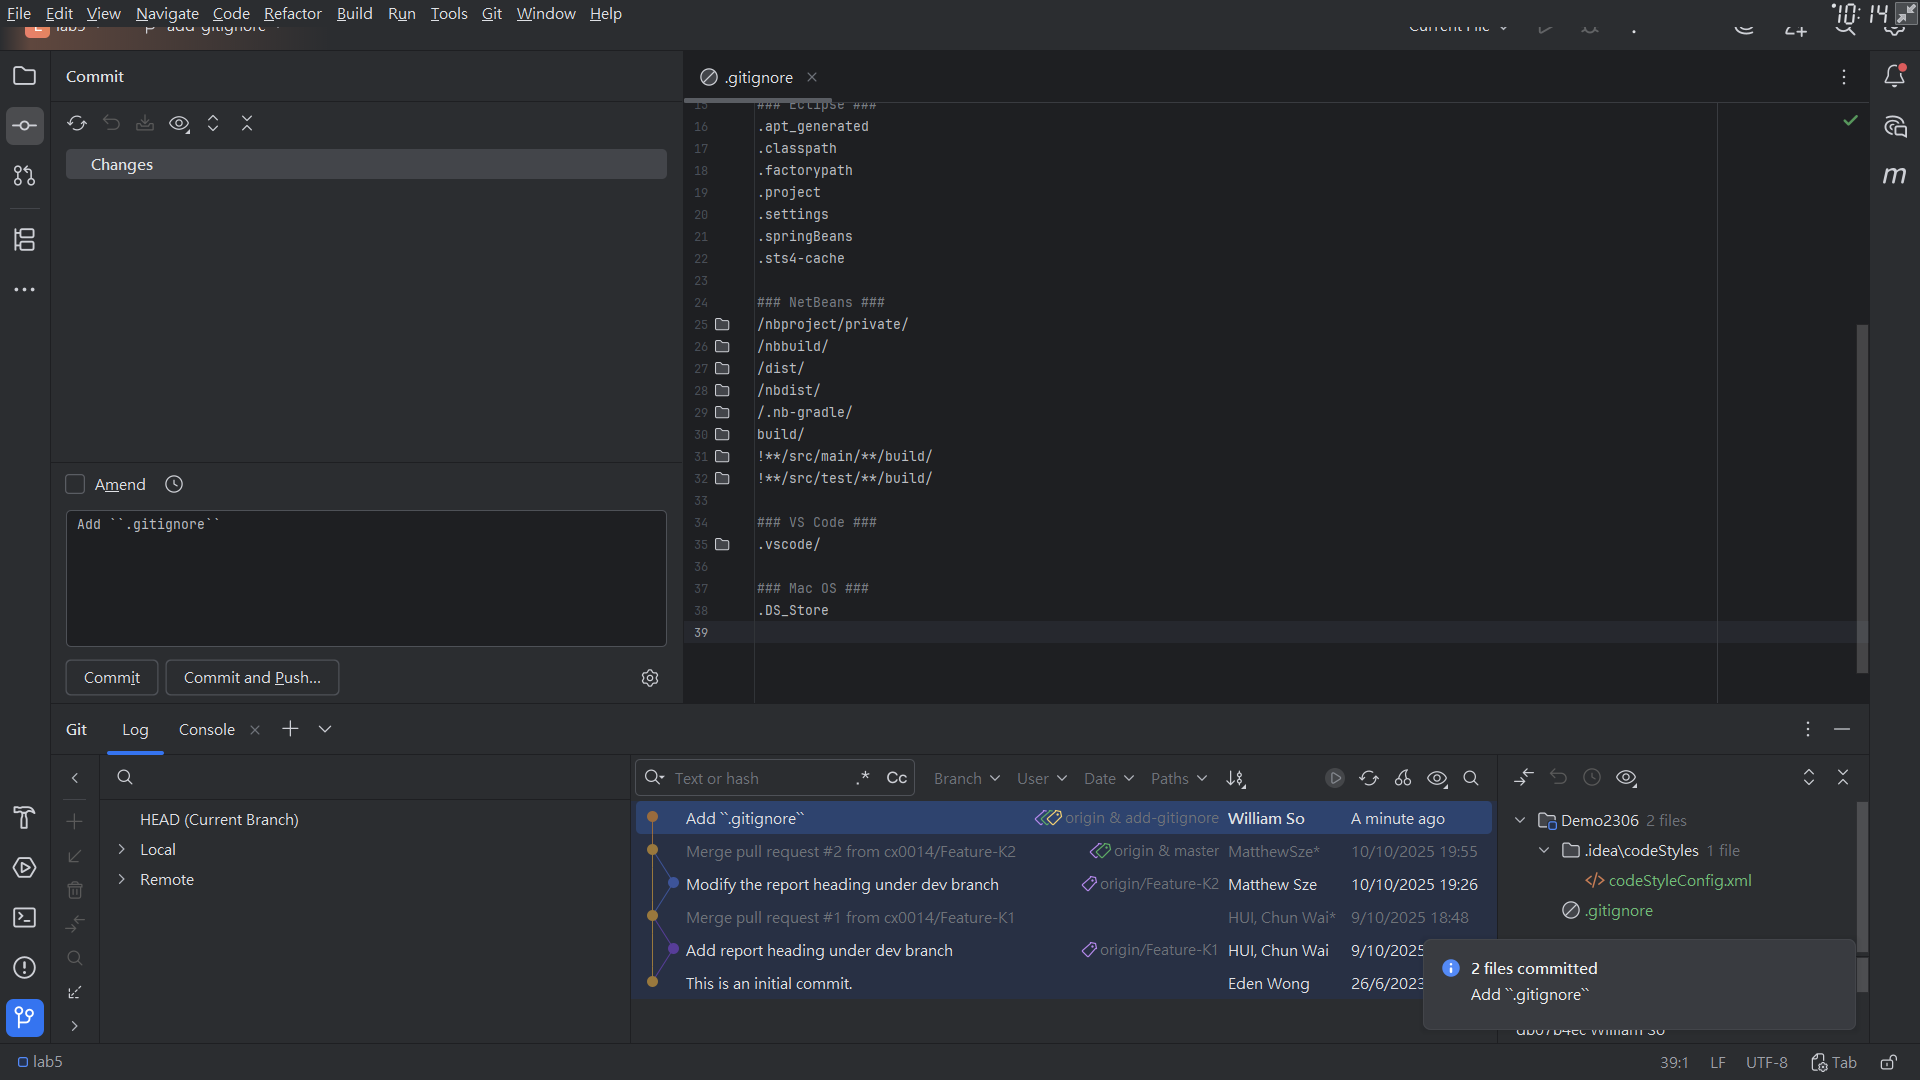 File Edit View Navigate Code Refactor Build Run Tools Git Window Help
10:14
lab5 add-gitignore Current File
Commit
.gitignore
Changes
15 ### Eclipse ###
16 .apt_generated
17 .classpath
18 .factorypath
19 .project
20 .settings
21 .springBeans
22 .sts4-cache
23
24 ### NetBeans ###
25 /nbproject/private/
26 /nbbuild/
27 /dist/
28 /nbdist/
29 /.nb-gradle/
30 build/
31 !**/src/main/**/build/
32 !**/src/test/**/build/
33
34 ### VS Code ###
35 .vscode/
36
37 ### Mac OS ###
38 .DS_Store
39
Amend
Add ``.gitignore``
Commit Commit and Push...
Git Log Console
Text or hash .* Cc Branch User Date Paths
HEAD (Current Branch)
Local
Remote
Add ``.gitignore`` origin & add-gitignore William So A minute ago
Merge pull request #2 from cx0014/Feature-K2 origin & master MatthewSze* 10/10/2025 19:55
Modify the report heading under dev branch origin/Feature-K2 Matthew Sze 10/10/2025 19:26
Merge pull request #1 from cx0014/Feature-K1 HUI, Chun Wai* 9/10/2025 18:48
Add report heading under dev branch origin/Feature-K1 HUI, Chun Wai 9/10/2025
This is an initial commit. Eden Wong 26/6/2023
Demo2306 2 files
.idea\codeStyles 1 file
codeStyleConfig.xml
.gitignore
2 files committed
Add ``.gitignore``
db07b4ec William So
lab5
39:1 LF UTF-8 Tab